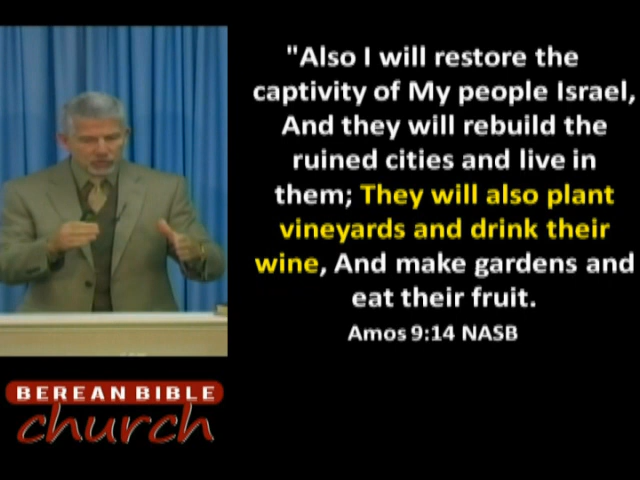 "Also I will restore the
captivity of My people Israel,
And they will rebuild the
ruined cities and live in
them; They will also plant
vineyards and drink their
wine, And make gardens and
eat their fruit.
Amos 9:14 NASB
BEREAN BIBLE
church